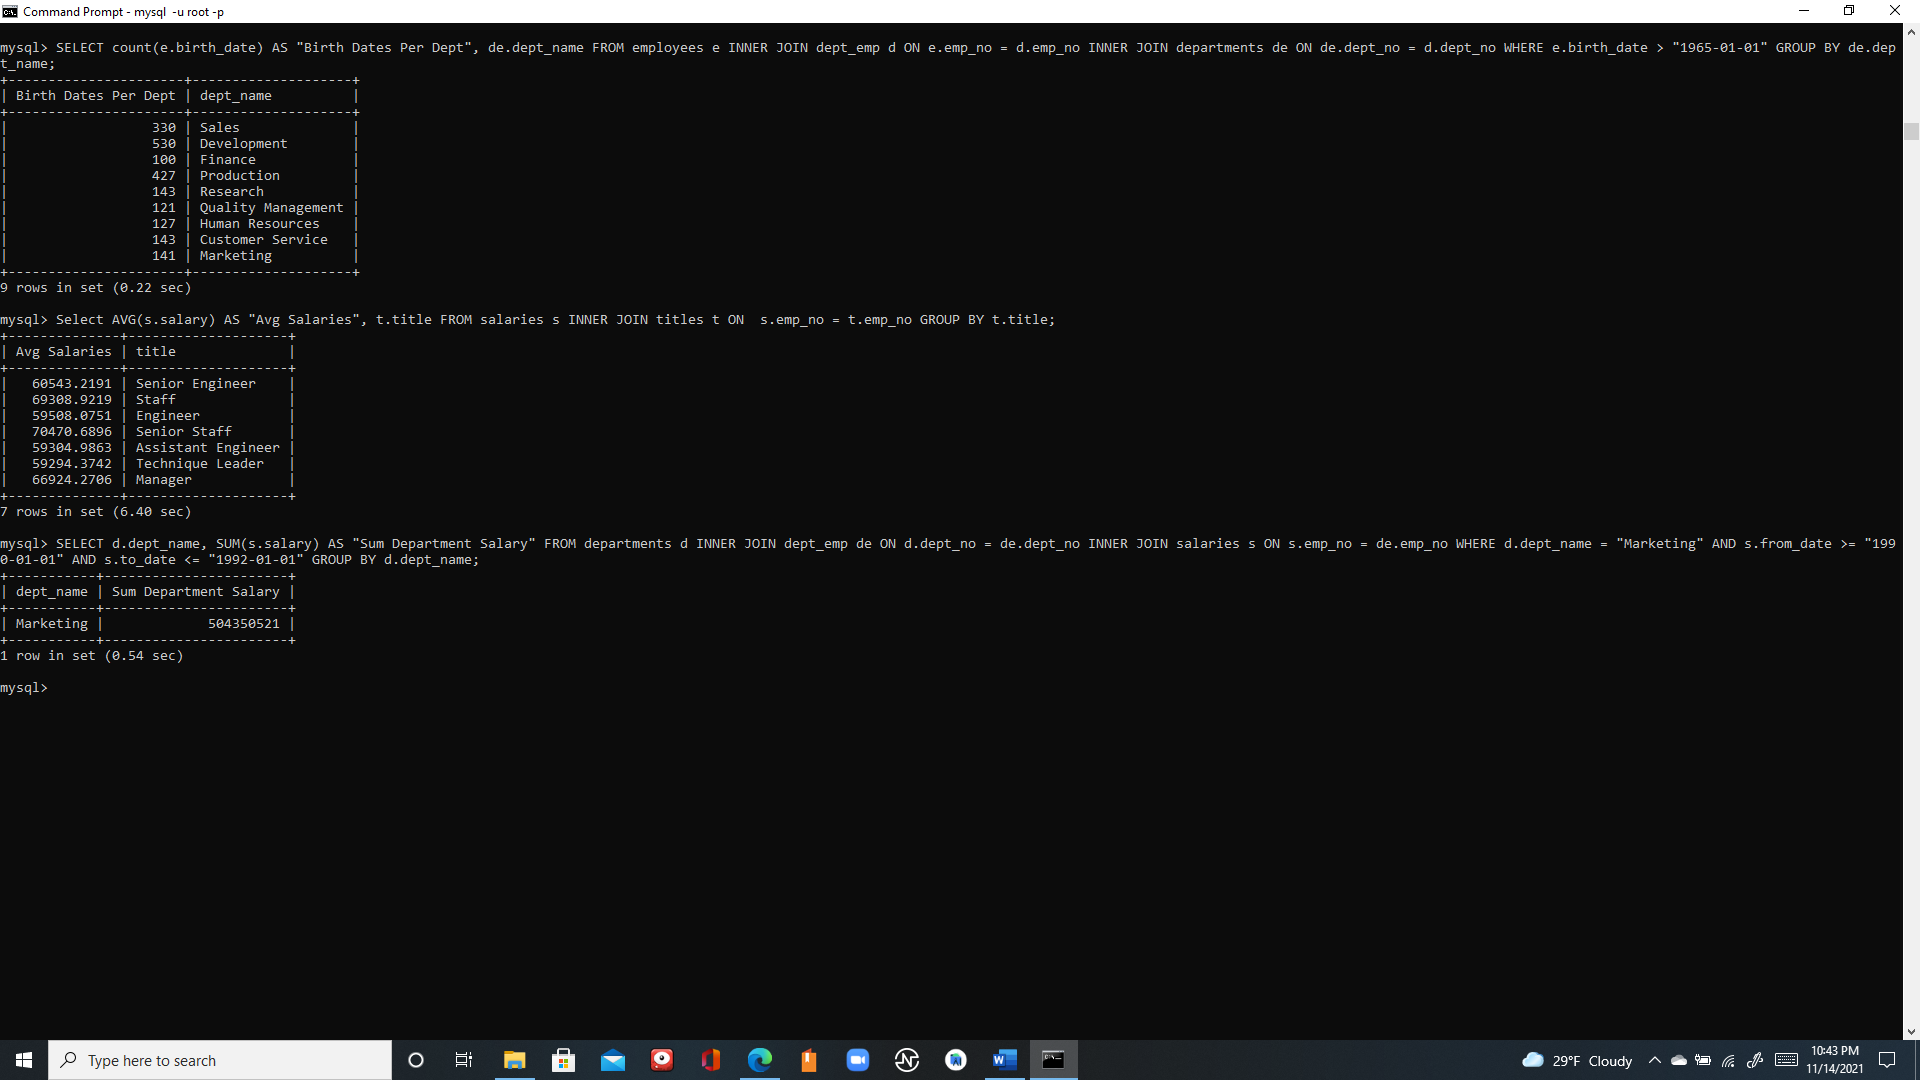 Command Prompt - mysql  -u root -p
mysql> SELECT count(e.birth_date) AS "Birth Dates Per Dept", de.dept_name FROM employees e INNER JOIN dept_emp d ON e.emp_no = d.emp_no INNER JOIN departments de ON de.dept_no = d.dept_no WHERE e.birth_date > "1965-01-01" GROUP BY de.dep
t_name;
+----------------------+--------------------+
| Birth Dates Per Dept | dept_name          |
+----------------------+--------------------+
|                  330 | Sales              |
|                  530 | Development        |
|                  100 | Finance            |
|                  427 | Production         |
|                  143 | Research           |
|                  121 | Quality Management |
|                  127 | Human Resources    |
|                  143 | Customer Service   |
|                  141 | Marketing          |
+----------------------+--------------------+
9 rows in set (0.22 sec)
mysql> Select AVG(s.salary) AS "Avg Salaries", t.title FROM salaries s INNER JOIN titles t ON  s.emp_no = t.emp_no GROUP BY t.title;
+--------------+--------------------+
| Avg Salaries | title              |
+--------------+--------------------+
|   60543.2191 | Senior Engineer    |
|   69308.9219 | Staff              |
|   59508.0751 | Engineer           |
|   70470.6896 | Senior Staff       |
|   59304.9863 | Assistant Engineer |
|   59294.3742 | Technique Leader   |
|   66924.2706 | Manager            |
+--------------+--------------------+
7 rows in set (6.40 sec)
mysql> SELECT d.dept_name, SUM(s.salary) AS "Sum Department Salary" FROM departments d INNER JOIN dept_emp de ON d.dept_no = de.dept_no INNER JOIN salaries s ON s.emp_no = de.emp_no WHERE d.dept_name = "Marketing" AND s.from_date >= "199
0-01-01" AND s.to_date <= "1992-01-01" GROUP BY d.dept_name;
+-----------+-----------------------+
| dept_name | Sum Department Salary |
+-----------+-----------------------+
| Marketing |             504350521 |
+-----------+-----------------------+
1 row in set (0.54 sec)
mysql>
Type here to search
29°F  Cloudy
10:43 PM
11/14/2021